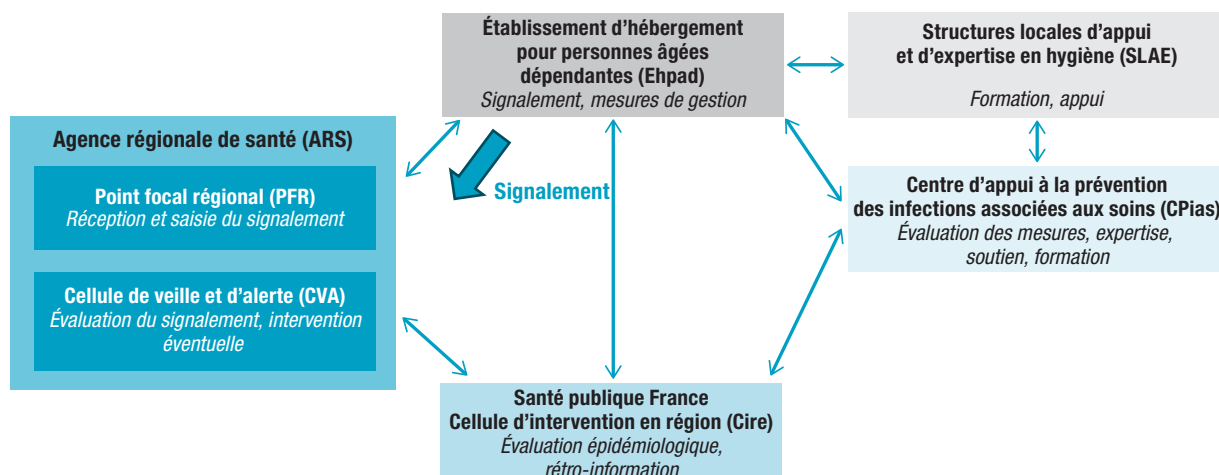 Établissement d’hébergement
pour personnes âgées
dépendantes (Ehpad)
Signalement, mesures de gestion
Structures locales d’appui
et d’expertise en hygiène (SLAE)
Formation, appui
Agence régionale de santé (ARS)
Point focal régional (PFR)
Réception et saisie du signalement
Cellule de veille et d’alerte (CVA)
Évaluation du signalement, intervention
éventuelle
Signalement
Centre d’appui à la prévention
des infections associées aux soins (CPias)
Évaluation des mesures, expertise,
soutien, formation
Santé publique France
Cellule d’intervention en région (Cire)
Évaluation épidémiologique,
rétro-information